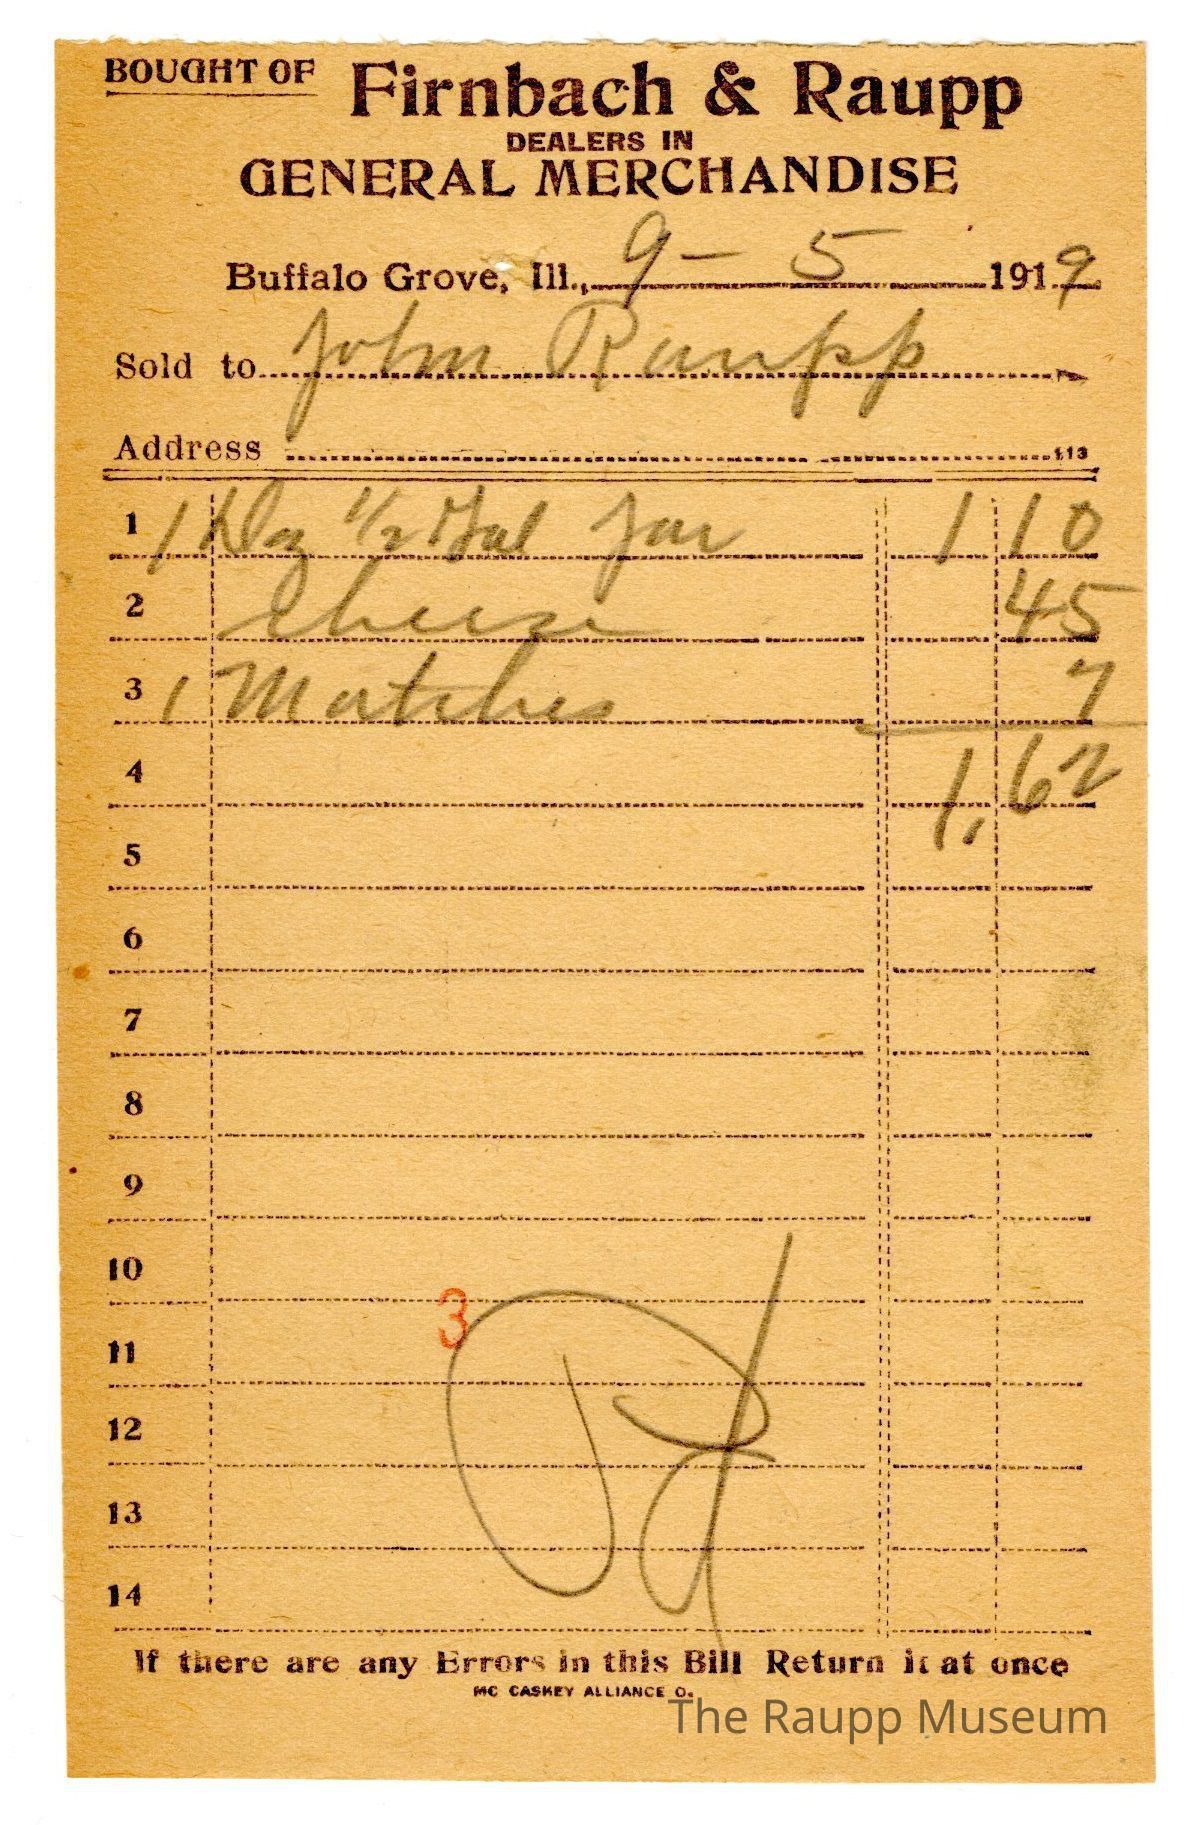 BOUGHT OF Firnbach & Raupp
DEALERS IN
GENERAL MERCHANDISE
Buffalo Grove, Ill., 9-5 1919
Sold to John Raupp
Address 113
1 1 Dz 1/2 Gal Jar 1 10
2 Cheese 45
3 1 Matches 7
4 1,62
5
6
7
8
9
10
3
11
12
13
14
If there are any Errors in this Bill Return it at once
MC CASKEY ALLIANCE O.
The Raupp Museum